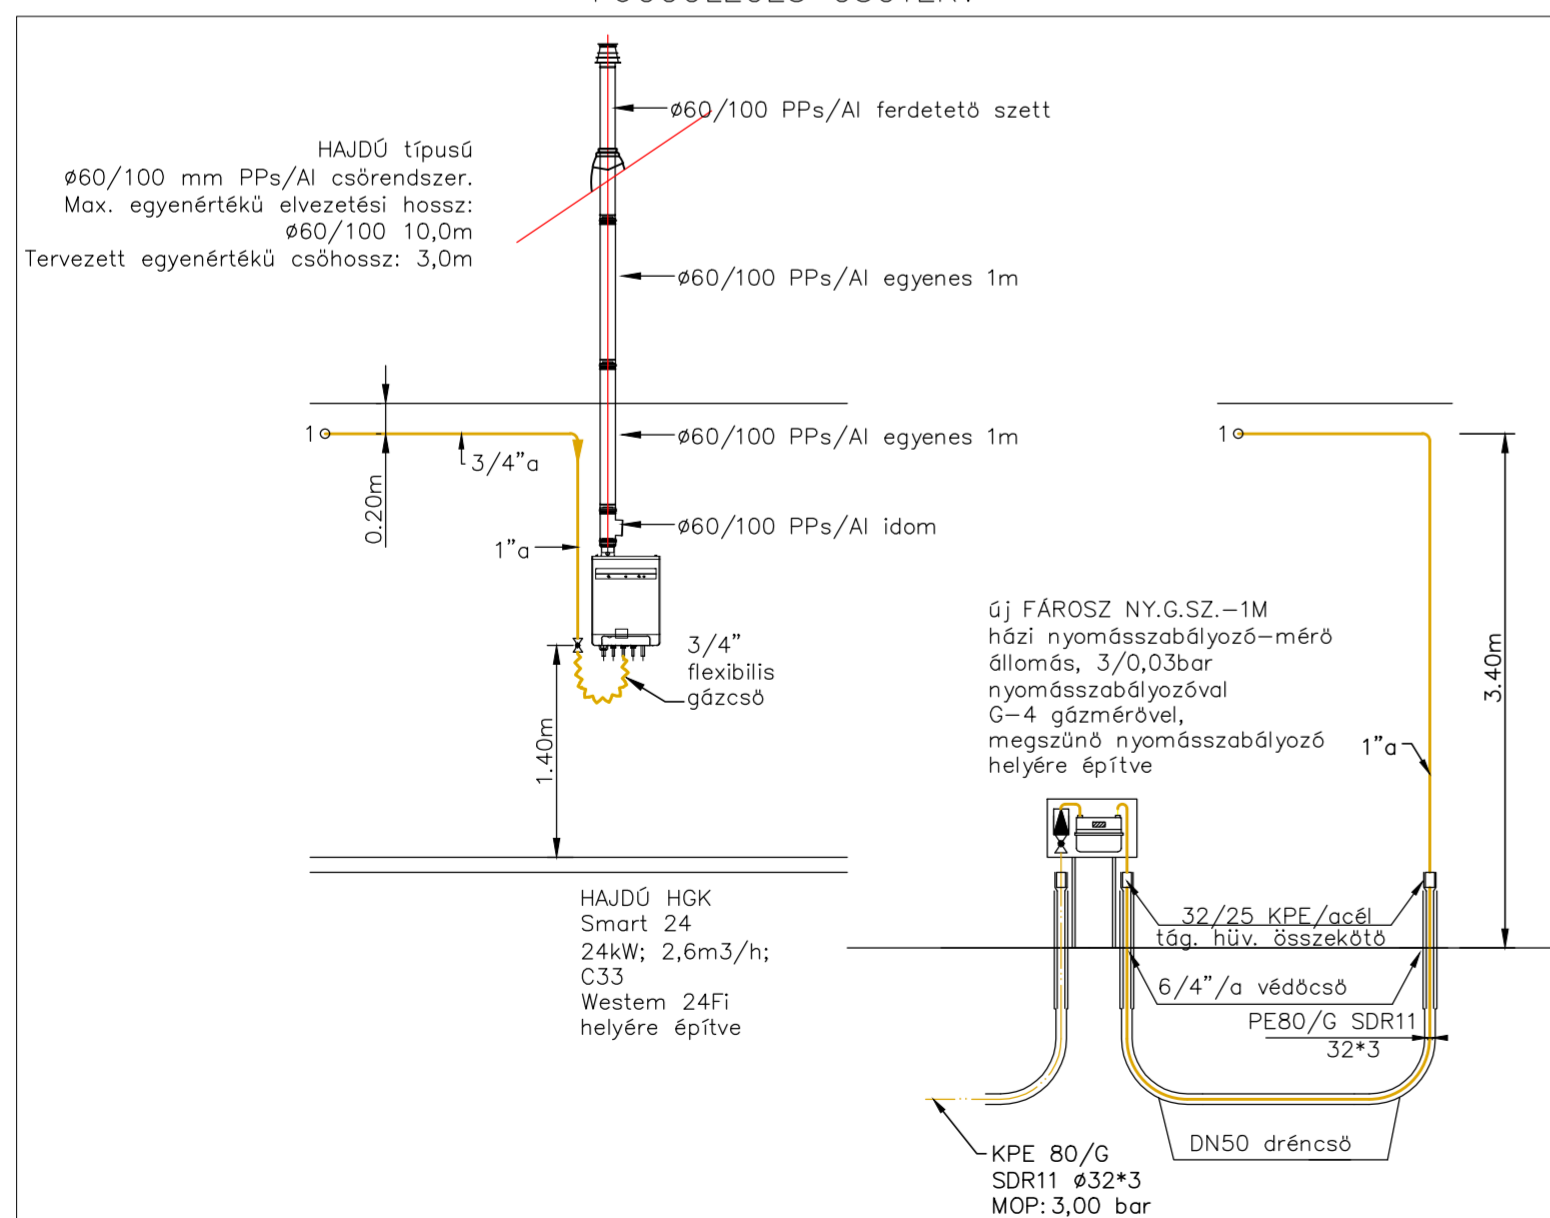 ø60/100 PPs/Al ferdetetö szett
HAJDÚ típusú
ø60/100 mm PPs/Al csörendszer.
Max. egyenértékü elvezetési hossz:
ø60/100 10,0m
Tervezett egyenértékü csöhossz: 3,0m
ø60/100 PPs/Al egyenes 1m
1
3/4"a
0.20m
ø60/100 PPs/Al egyenes 1m
1"a
ø60/100 PPs/Al idom
3/4"
flexibilis
gázcsö
1.40m
HAJDÚ HGK
Smart 24
24kW; 2,6m3/h;
C33
Westem 24Fi
helyére építve
1
3.40m
1"a
új FÁROSZ NY.G.SZ.-1M
házi nyomásszabályozó-mérö
állomás, 3/0,03bar
nyomásszabályozóval
G-4 gázmérövel,
megszünö nyomásszabályozó
helyére építve
32/25 KPE/acél
tág. hüv. összekötö
6/4"/a védöcsö
PE80/G SDR11
32*3
DN50 dréncsö
KPE 80/G
SDR11 ø32*3
MOP: 3,00 bar